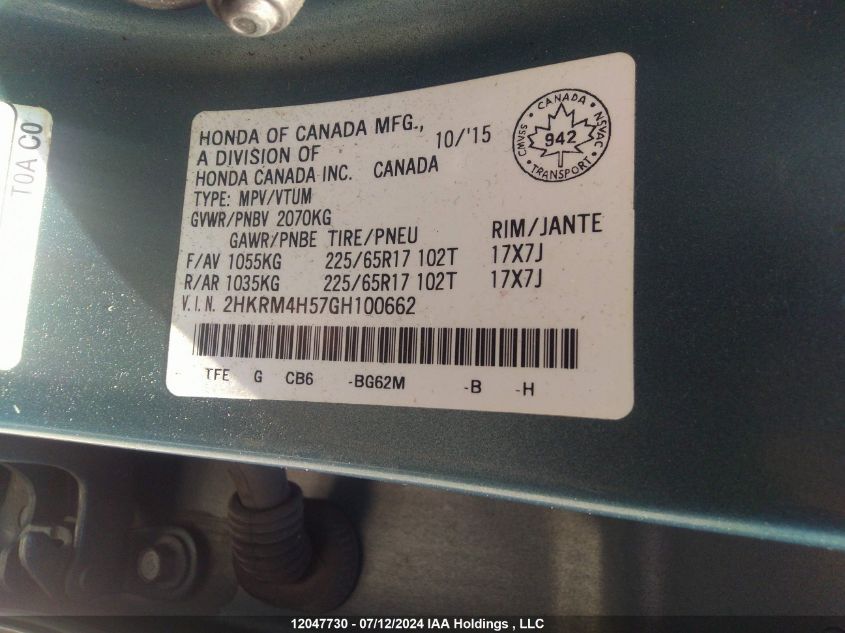 TOA CO
HONDA OF CANADA MFG., 10/'15
A DIVISION OF
HONDA CANADA INC. CANADA
TYPE: MPV/VTUM
GVWR/PNBV 2070KG
GAWR/PNBE TIRE/PNEU RIM/JANTE
F/AV 1055KG 225/65R17 102T 17X7J
R/AR 1035KG 225/65R17 102T 17X7J
V.I.N. 2HKRM4H57GH100662
TFE G CB6 -BG62M -B -H
CANADA
CMVSS
942
NSVAC
TRANSPORT
12047730 - 07/12/2024 IAA Holdings , LLC